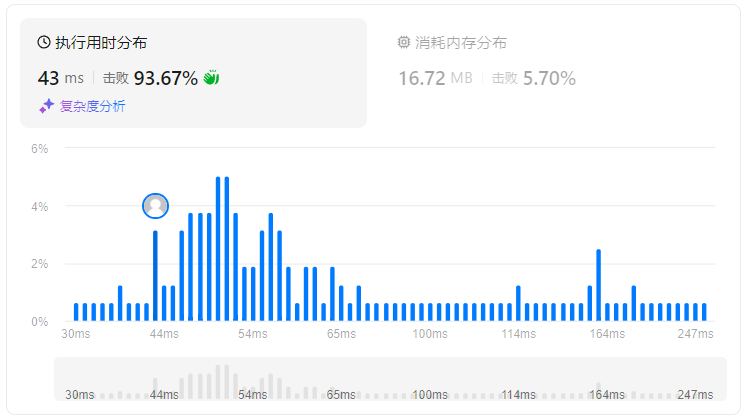 执行用时分布
43 ms 击败 93.67%
复杂度分析
消耗内存分布
16.72 MB 击败 5.70%
6%
4%
2%
0%
30ms 44ms 54ms 65ms 100ms 114ms 164ms 247ms
30ms 44ms 54ms 65ms 100ms 114ms 164ms 247ms